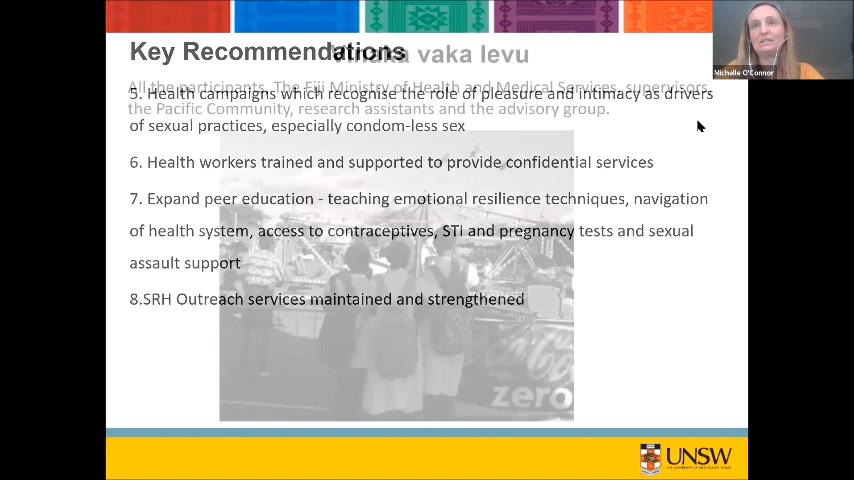 Key Recommendations
vaka levu
All the participants, The Fiji Ministry of Health and Medical Services, supervisors,
the Pacific Community, research assistants and the advisory group.
5. Health campaigns which recognise the role of pleasure and intimacy as drivers
of sexual practices, especially condom-less sex
6. Health workers trained and supported to provide confidential services
7. Expand peer education - teaching emotional resilience techniques, navigation
of health system, access to contraceptives, STI and pregnancy tests and sexual
assault support
8.SRH Outreach services maintained and strengthened
zero
UNSW
Michelle O'Connor